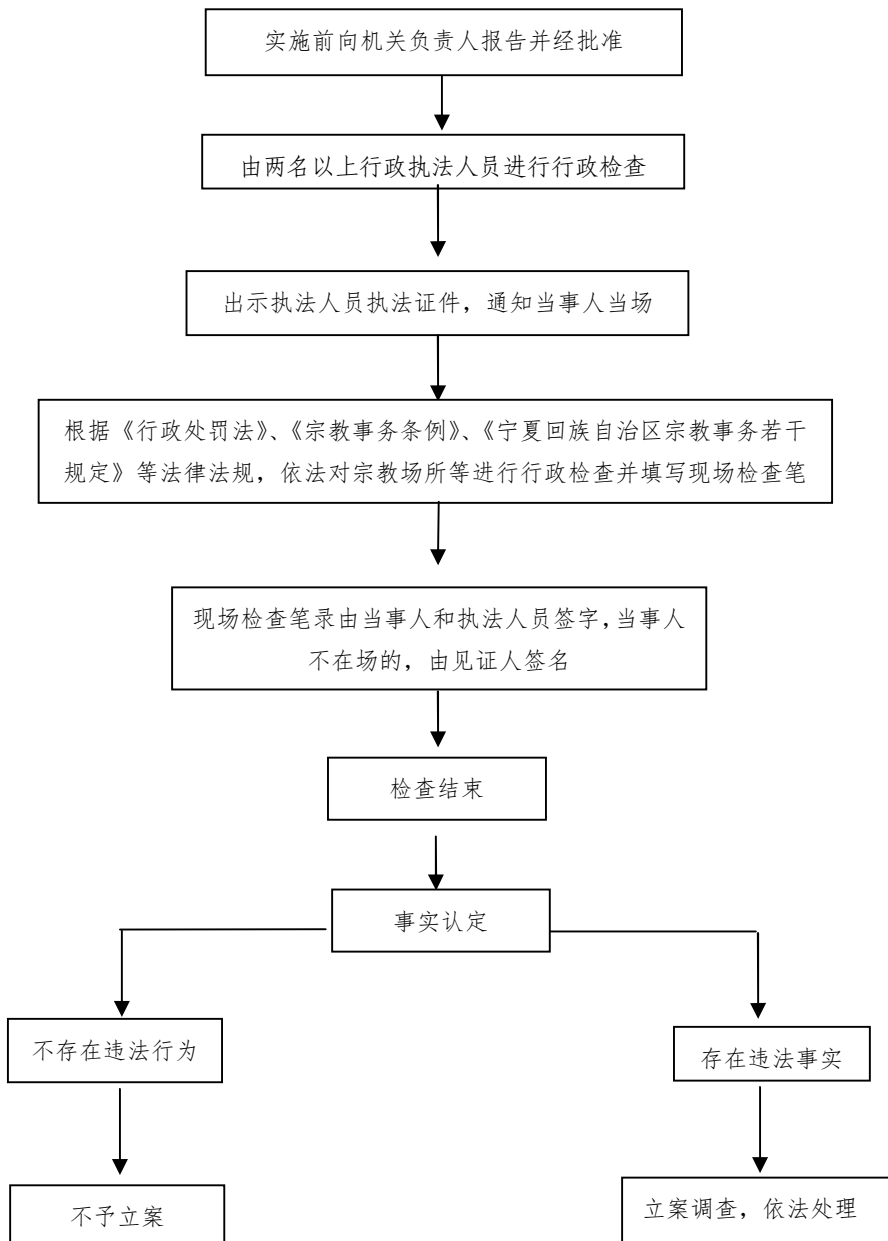 实施前向机关负责人报告并经批准
由两名以上行政执法人员进行行政检查
出示执法人员执法证件，通知当事人当场
根据《行政处罚法》、《宗教事务条例》、《宁夏回族自治区宗教事务若干
规定》等法律法规，依法对宗教场所等进行行政检查并填写现场检查笔
现场检查笔录由当事人和执法人员签字，当事人
不在场的，由见证人签名
检查结束
事实认定
不存在违法行为
存在违法事实
不予立案
立案调查，依法处理